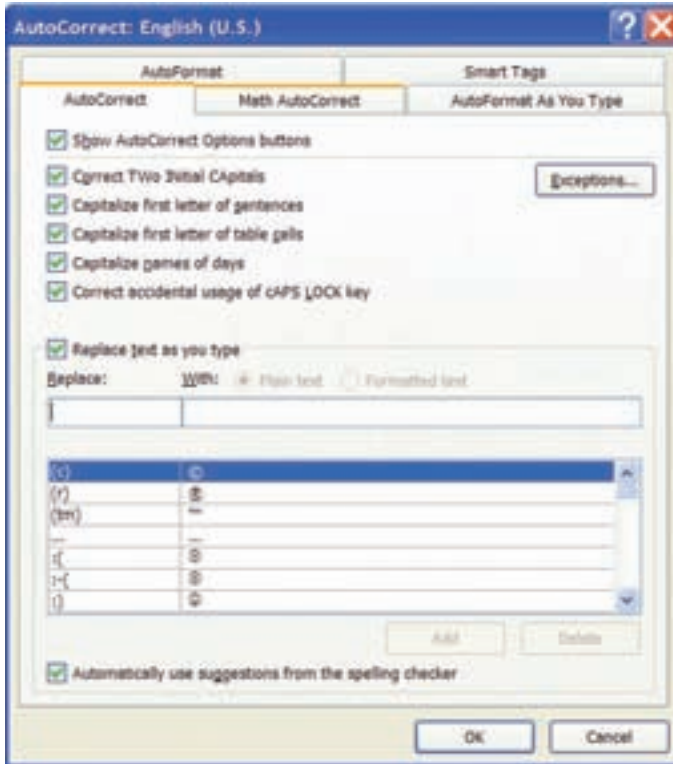 AutoCorrect: English (U.S.)
AutoFormat Smart Tags
AutoCorrect Math AutoCorrect AutoFormat As You Type
Show AutoCorrect Options buttons
Correct TWo INitial CApitals Exceptions...
Capitalize first letter of sentences
Capitalize first letter of table cells
Capitalize names of days
Correct accidental usage of cAPS LOCK key
Replace text as you type
Replace: With: Plain text Formatted text
(c) ©
(r) ®
(tm) ™
...
:(
:-(
:)
Add Delete
Automatically use suggestions from the spelling checker
OK Cancel